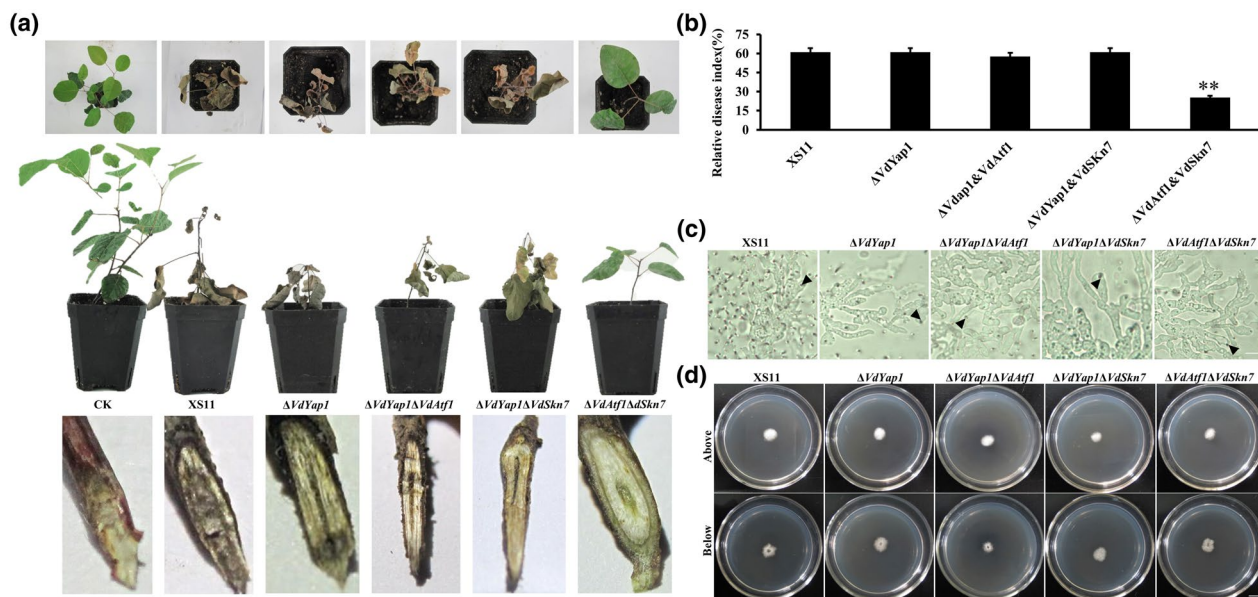 (a)
CK XS11 ΔVdYap1 ΔVdYap1ΔVdAtf1 ΔVdYap1ΔVdSkn7 ΔVdAtf1ΔdSkn7
(b)
Relative disease index(%)
75
60
45
30
15
0
**
XS11
ΔVdYap1
ΔVdap1&VdAtf1
ΔVdYap1&VdSKn7
ΔVdAtf1&VdSkn7
(c)
XS11 ΔVdYap1 ΔVdYap1ΔVdAtf1 ΔVdYap1ΔVdSkn7 ΔVdAtf1ΔVdSkn7
(d)
XS11 ΔVdYap1 ΔVdYap1ΔVdAtf1 ΔVdYap1ΔVdSkn7 ΔVdAtf1ΔVdSkn7
Above
Below